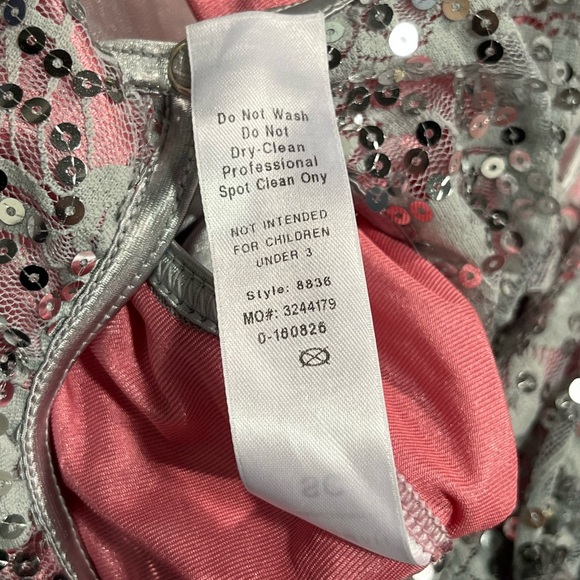 Do Not Wash
Do Not
Dry-Clean
Professional
Spot Clean Ony
NOT INTENDED
FOR CHILDREN
UNDER 3
Style: 8836
MO#: 3244179
0-160826